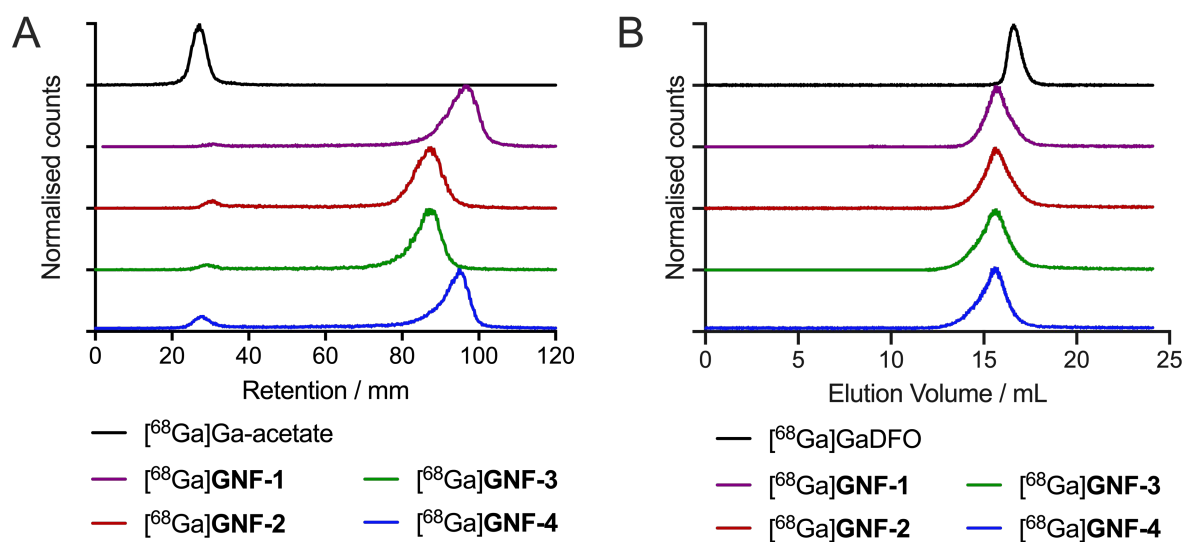 A
Normalised counts
0 20 40 60 80 100 120
Retention / mm
[⁶⁸Ga]Ga-acetate
[⁶⁸Ga]GNF-1 [⁶⁸Ga]GNF-3
[⁶⁸Ga]GNF-2 [⁶⁸Ga]GNF-4
B
Normalised counts
0 5 10 15 20 25
Elution Volume / mL
[⁶⁸Ga]GaDFO
[⁶⁸Ga]GNF-1 [⁶⁸Ga]GNF-3
[⁶⁸Ga]GNF-2 [⁶⁸Ga]GNF-4